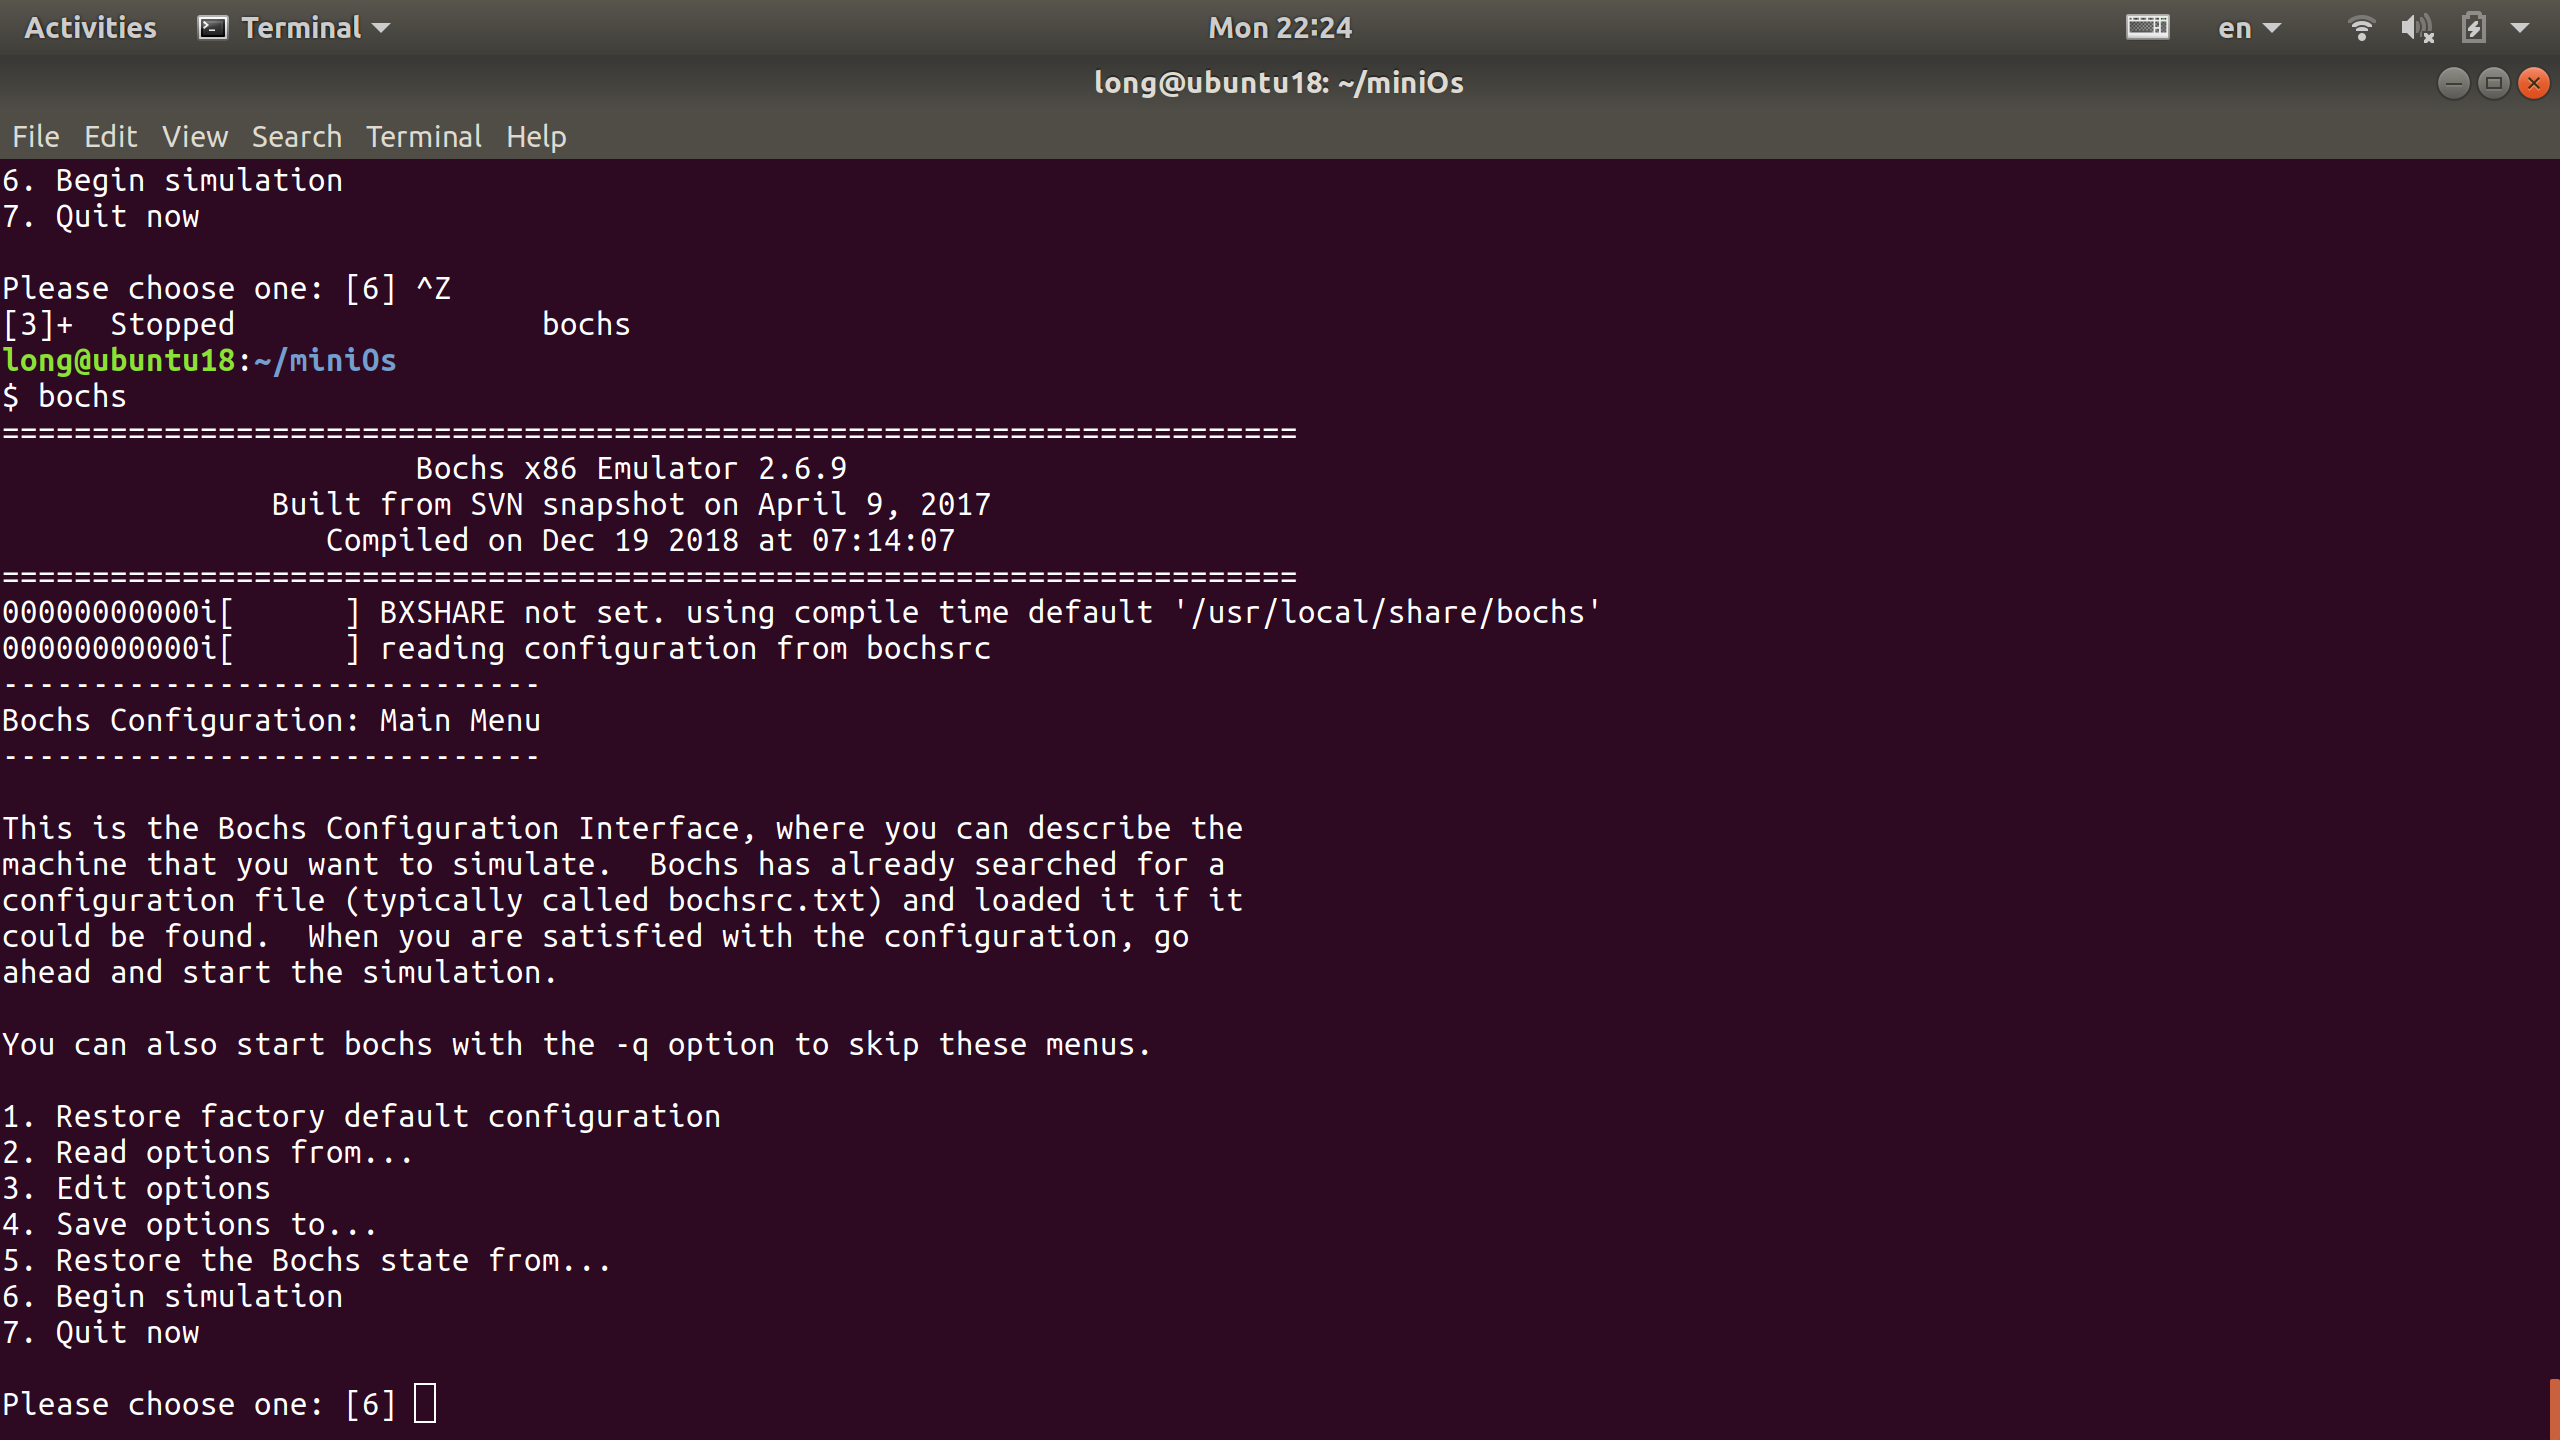 Activities Terminal Mon 22:24 en
long@ubuntu18: ~/miniOs
File Edit View Search Terminal Help
6. Begin simulation
7. Quit now
Please choose one: [6] ^Z
[3]+  Stopped                 bochs
long@ubuntu18:~/miniOs
$ bochs
========================================================================
                       Bochs x86 Emulator 2.6.9
               Built from SVN snapshot on April 9, 2017
                  Compiled on Dec 19 2018 at 07:14:07
========================================================================
00000000000i[      ] BXSHARE not set. using compile time default '/usr/local/share/bochs'
00000000000i[      ] reading configuration from bochsrc
------------------------------
Bochs Configuration: Main Menu
------------------------------
This is the Bochs Configuration Interface, where you can describe the
machine that you want to simulate.  Bochs has already searched for a
configuration file (typically called bochsrc.txt) and loaded it if it
could be found.  When you are satisfied with the configuration, go
ahead and start the simulation.
You can also start bochs with the -q option to skip these menus.
1. Restore factory default configuration
2. Read options from...
3. Edit options
4. Save options to...
5. Restore the Bochs state from...
6. Begin simulation
7. Quit now
Please choose one: [6]